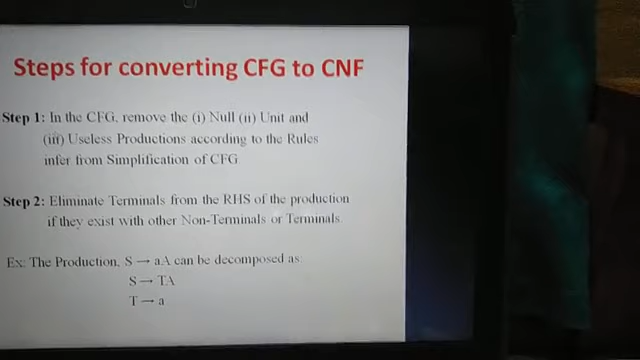 Steps for converting CFG to CNF
Step 1: In the CFG, remove the (i) Null (ii) Unit and
(iii) Useless Productions according to the Rules
infer from Simplification of CFG
Step 2: Eliminate Terminals from the RHS of the production
if they exist with other Non-Terminals or Terminals.
Ex: The Production, S → aA can be decomposed as:
S → TA
T → a